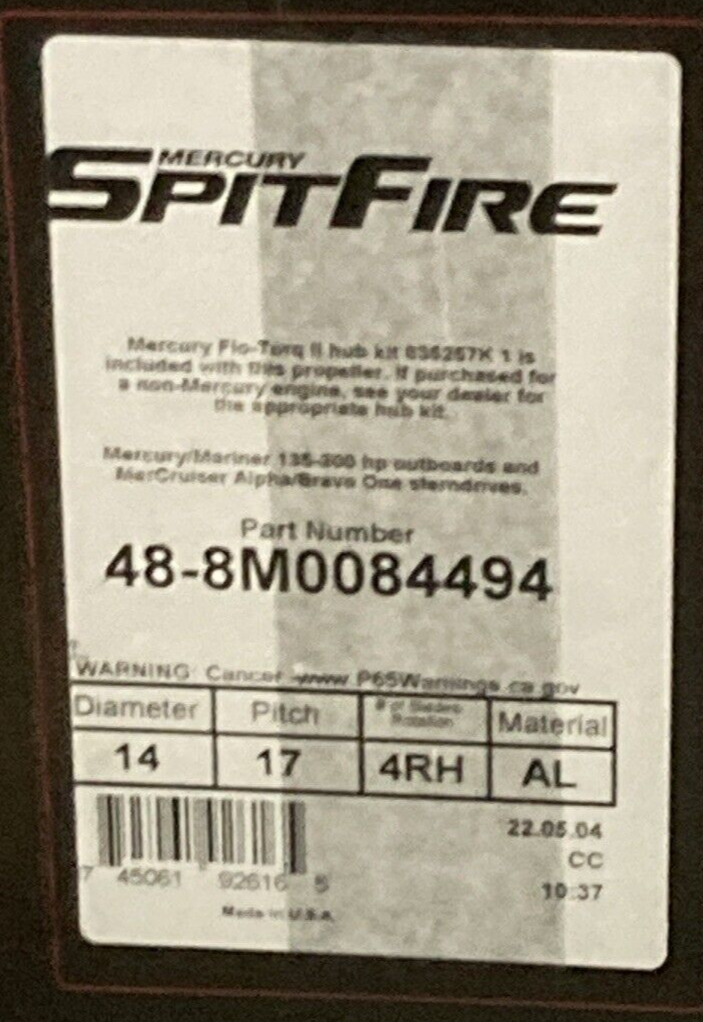 MERCURY
SPITFIRE
Mercury Flo-Torq II hub kit 835257K 1 is
included with this propeller. If purchased for
a non-Mercury engine, see your dealer for
the appropriate hub kit.
Mercury/Mariner 135-300 hp outboards and
MerCruiser Alpha/Bravo One sterndrives.
Part Number
48-8M0084494
WARNING: Cancer www.P65Warnings.ca.gov
Diameter Pitch # of Blades Material
Rotation
14 17 4RH AL
22.05.04
CC
7 45061 92616 5
10:37
Made in U.S.A.